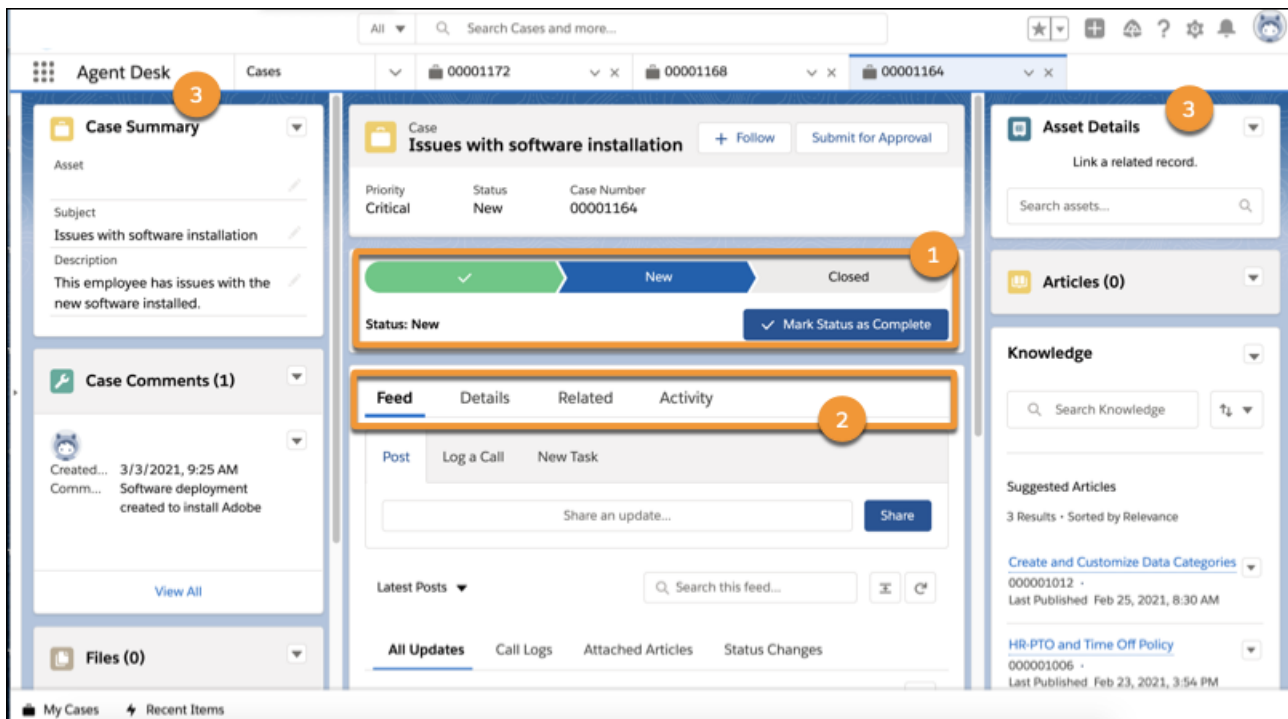 All
Search Cases and more...
Agent Desk
Cases
00001172
00001168
00001164
3
Case Summary
Asset
Subject
Issues with software installation
Description
This employee has issues with the
new software installed.
Case Comments (1)
Created... 3/3/2021, 9:25 AM
Comm... Software deployment
created to install Adobe
View All
Files (0)
Case
Issues with software installation
+ Follow
Submit for Approval
Priority Status Case Number
Critical New 00001164
1
New
Closed
Status: New
Mark Status as Complete
Feed Details Related Activity
2
Post Log a Call New Task
Share an update...
Share
Latest Posts
Search this feed...
All Updates Call Logs Attached Articles Status Changes
3
Asset Details
Link a related record.
Search assets...
Articles (0)
Knowledge
Search Knowledge
Suggested Articles
3 Results • Sorted by Relevance
Create and Customize Data Categories
000001012 •
Last Published Feb 25, 2021, 8:30 AM
HR-PTO and Time Off Policy
000001006 •
Last Published Feb 23, 2021, 3:54 PM
My Cases
Recent Items